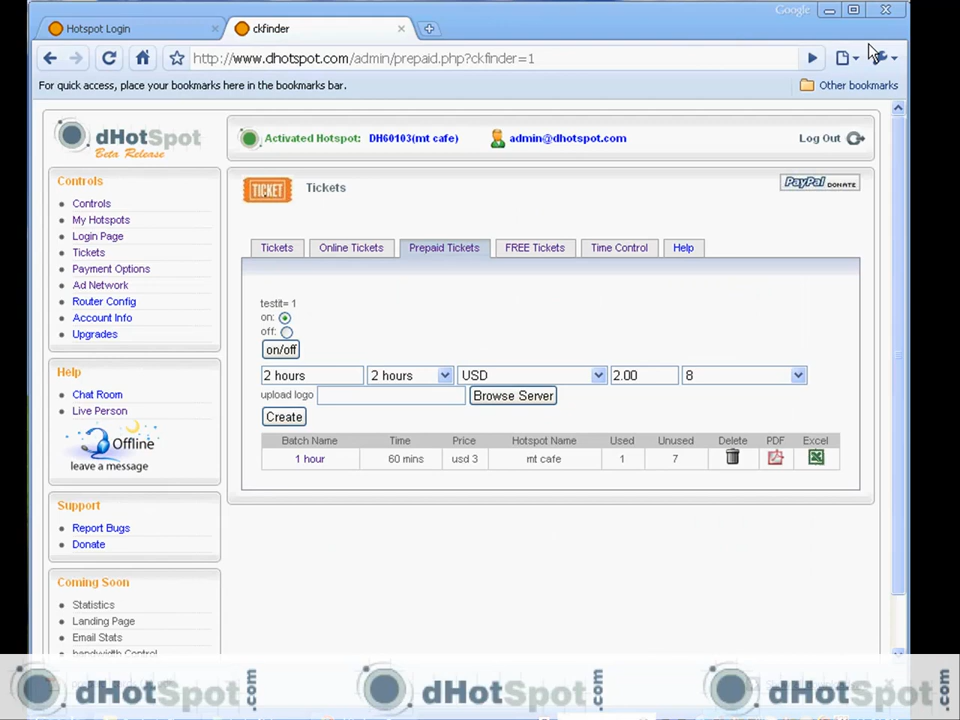 Google
Hotspot Login
ckfinder
http://www.dhotspot.com/admin/prepaid.php?ckfinder=1
For quick access, place your bookmarks here in the bookmarks bar.
Other bookmarks
dHotSpot
Beta Release
Activated Hotspot: DH60103(mt cafe)
admin@dhotspot.com
Log Out
Controls
Controls
My Hotspots
Login Page
Tickets
Payment Options
Ad Network
Router Config
Account Info
Upgrades
Help
Chat Room
Live Person
Offline
leave a message
Support
Report Bugs
Donate
Coming Soon
Statistics
Landing Page
Email Stats
bandwidth Control
TICKET
Tickets
PayPal DONATE
Tickets
Online Tickets
Prepaid Tickets
FREE Tickets
Time Control
Help
testit= 1
on:
off:
on/off
2 hours 2 hours USD 2.00 8
upload logo Browse Server
Create
Batch Name Time Price Hotspot Name Used Unused Delete PDF Excel
1 hour 60 mins usd 3 mt cafe 1 7
dHotSpot.com dHotSpot.com dHotSpot.com